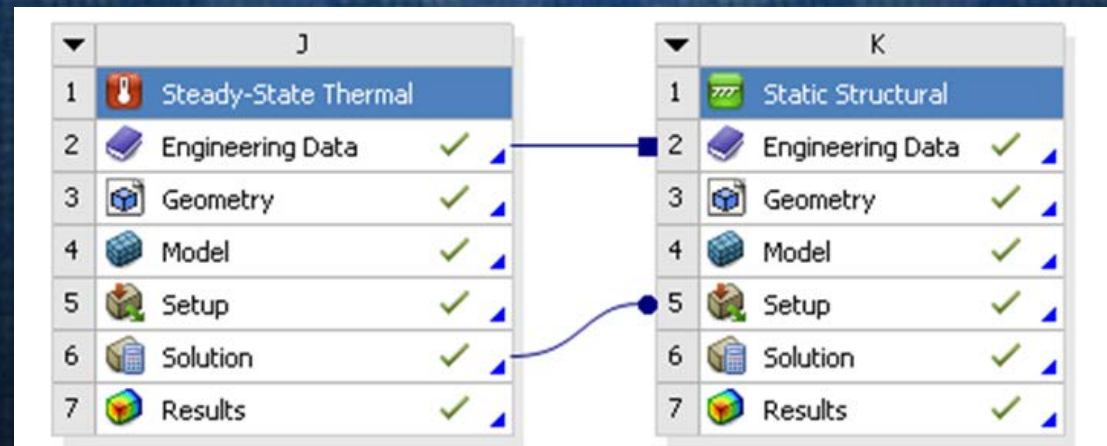 J
1 Steady-State Thermal
2 Engineering Data
3 Geometry
4 Model
5 Setup
6 Solution
7 Results
K
1 Static Structural
2 Engineering Data
3 Geometry
4 Model
5 Setup
6 Solution
7 Results